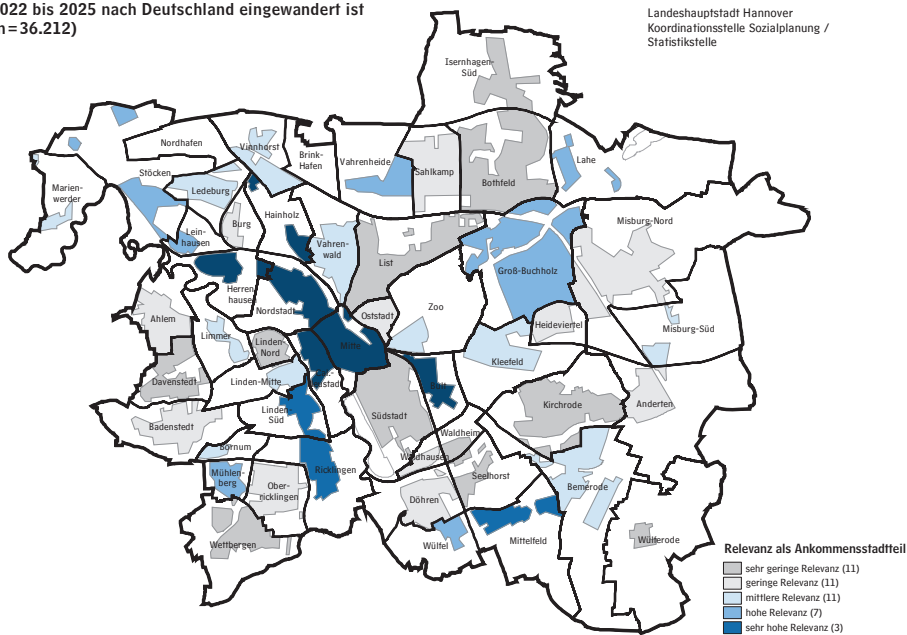 2022 bis 2025 nach Deutschland eingewandert ist
n=36.212)
Landeshauptstadt Hannover
Koordinationsstelle Sozialplanung /
Statistikstelle
Isernhagen-
Süd
Nordhafen
Vinnhorst
Brink-
Hafen
Vahrenheide
Sahlkamp
Bothfeld
Lahe
Marien-
werder
Stöcken
Ledeburg
Burg
Hainholz
Lein-
hausen
Vahren-
wald
List
Misburg-Nord
Groß-Buchholz
Herren-
hausen
Nordstadt
Oststadt
Zoo
Heideviertel
Misburg-Süd
Ahlem
Limmer
Linden-
Nord
Mitte
Kleefeld
Davenstedt
Linden-Mitte
Bult
Kirchrode
Anderten
Badenstedt
Linden-
Süd
Südstadt
Bornum
Waldheim
Waldhausen
Mühlen-
berg
Ober-
ricklingen
Ricklingen
Seelhorst
Bemerode
Döhren
Wettbergen
Wülfel
Mittelfeld
Wülferode
Relevanz als Ankommensstadtteil
sehr geringe Relevanz (11)
geringe Relevanz (11)
mittlere Relevanz (11)
hohe Relevanz (7)
sehr hohe Relevanz (3)